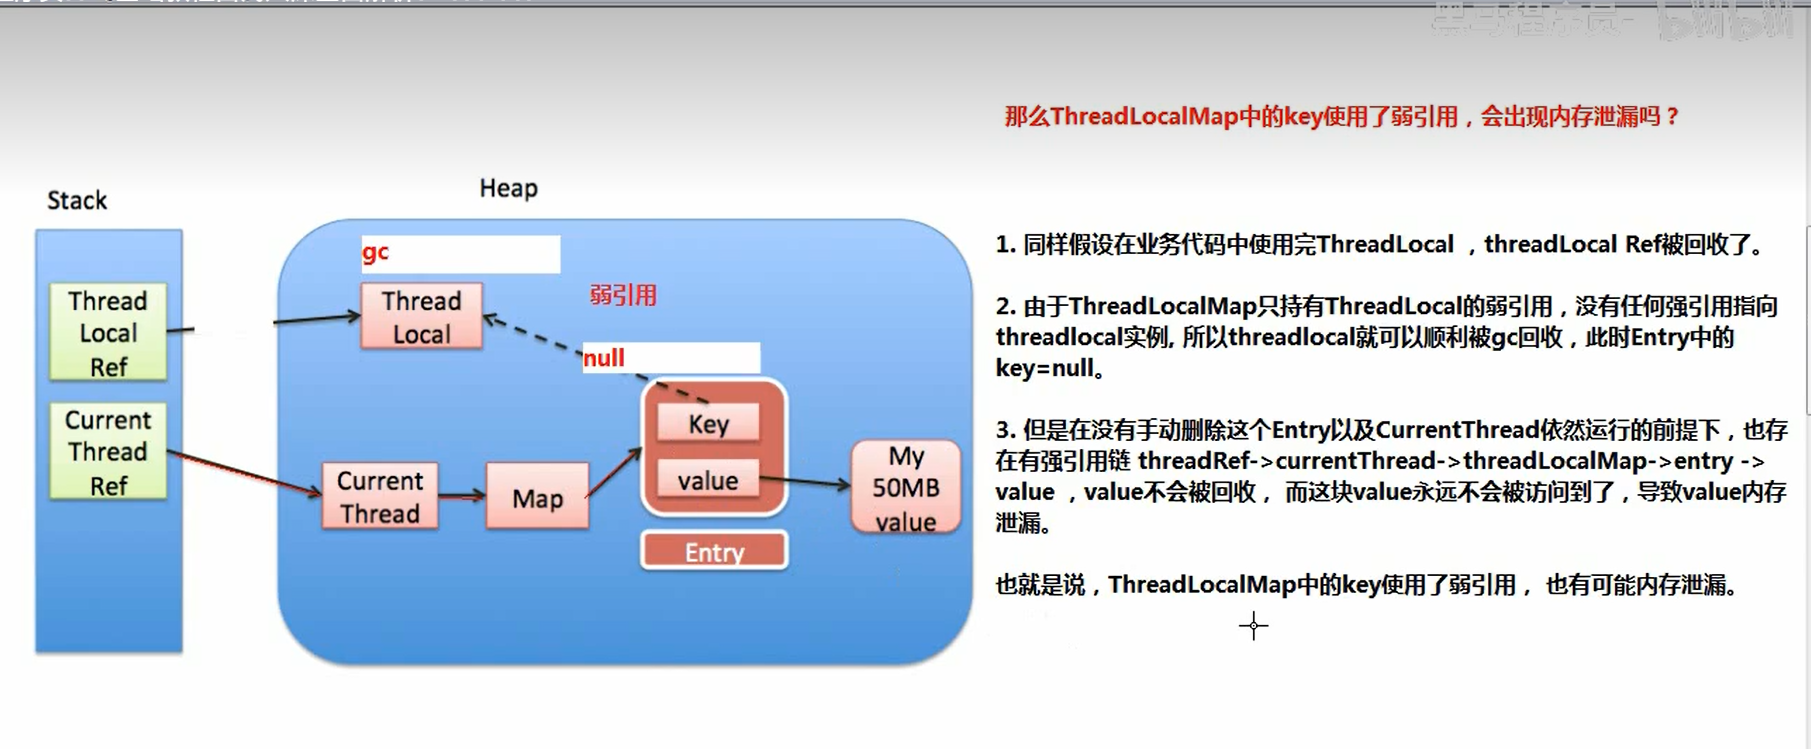 黑马程序员- bilibili
那么ThreadLocalMap中的key使用了弱引用，会出现内存泄漏吗？
Stack
Heap
gc
弱引用
Thread
Local
Ref
Thread
Local
null
Current
Thread
Ref
Current
Thread
Map
Key
value
Entry
My
50MB
value
1. 同样假设在业务代码中使用完ThreadLocal ，threadLocal Ref被回收了。
2. 由于ThreadLocalMap只持有ThreadLocal的弱引用，没有任何强引用指向
threadlocal实例, 所以threadlocal就可以顺利被gc回收，此时Entry中的
key=null。
3. 但是在没有手动删除这个Entry以及CurrentThread依然运行的前提下，也存
在有强引用链 threadRef->currentThread->threadLocalMap->entry ->
value ，value不会被回收， 而这块value永远不会被访问到了，导致value内存
泄漏。
也就是说，ThreadLocalMap中的key使用了弱引用， 也有可能内存泄漏。